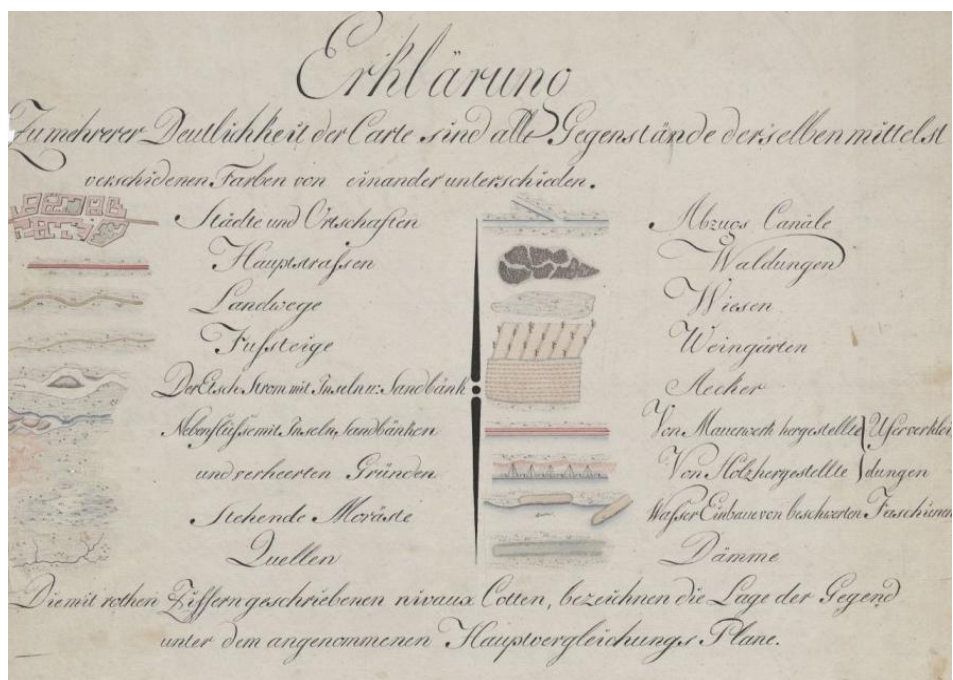 Erklärung
Zu mehrerer Deutlichkeit der Carte sind alle Gegenstände derselben mittelst
verschidenen Farben von einander unterschieden.
Städte und Ortschaften
Hauptstrassen
Landwege
Fußsteige
Der Etsch Strom mit Inseln u: Sandbänk
Nebenflüße mit Inseln, Sandbänken
und verheerten Gründen
Stehende Moräste
Quellen
Abzugs Canäle
Waldungen
Wiesen
Weingärten
Aecker
Von Mauerwerk hergestellte } Uferverklei
Von Holz hergestellte } dungen
Waßer Einbaue von beschwerten Faschienen
Dämme
Die mit rothen Ziffern geschriebenen nivaux Cotten, bezeichnen die Lage der Gegend
unter dem angenommenen Hauptvergleichungs Plane.